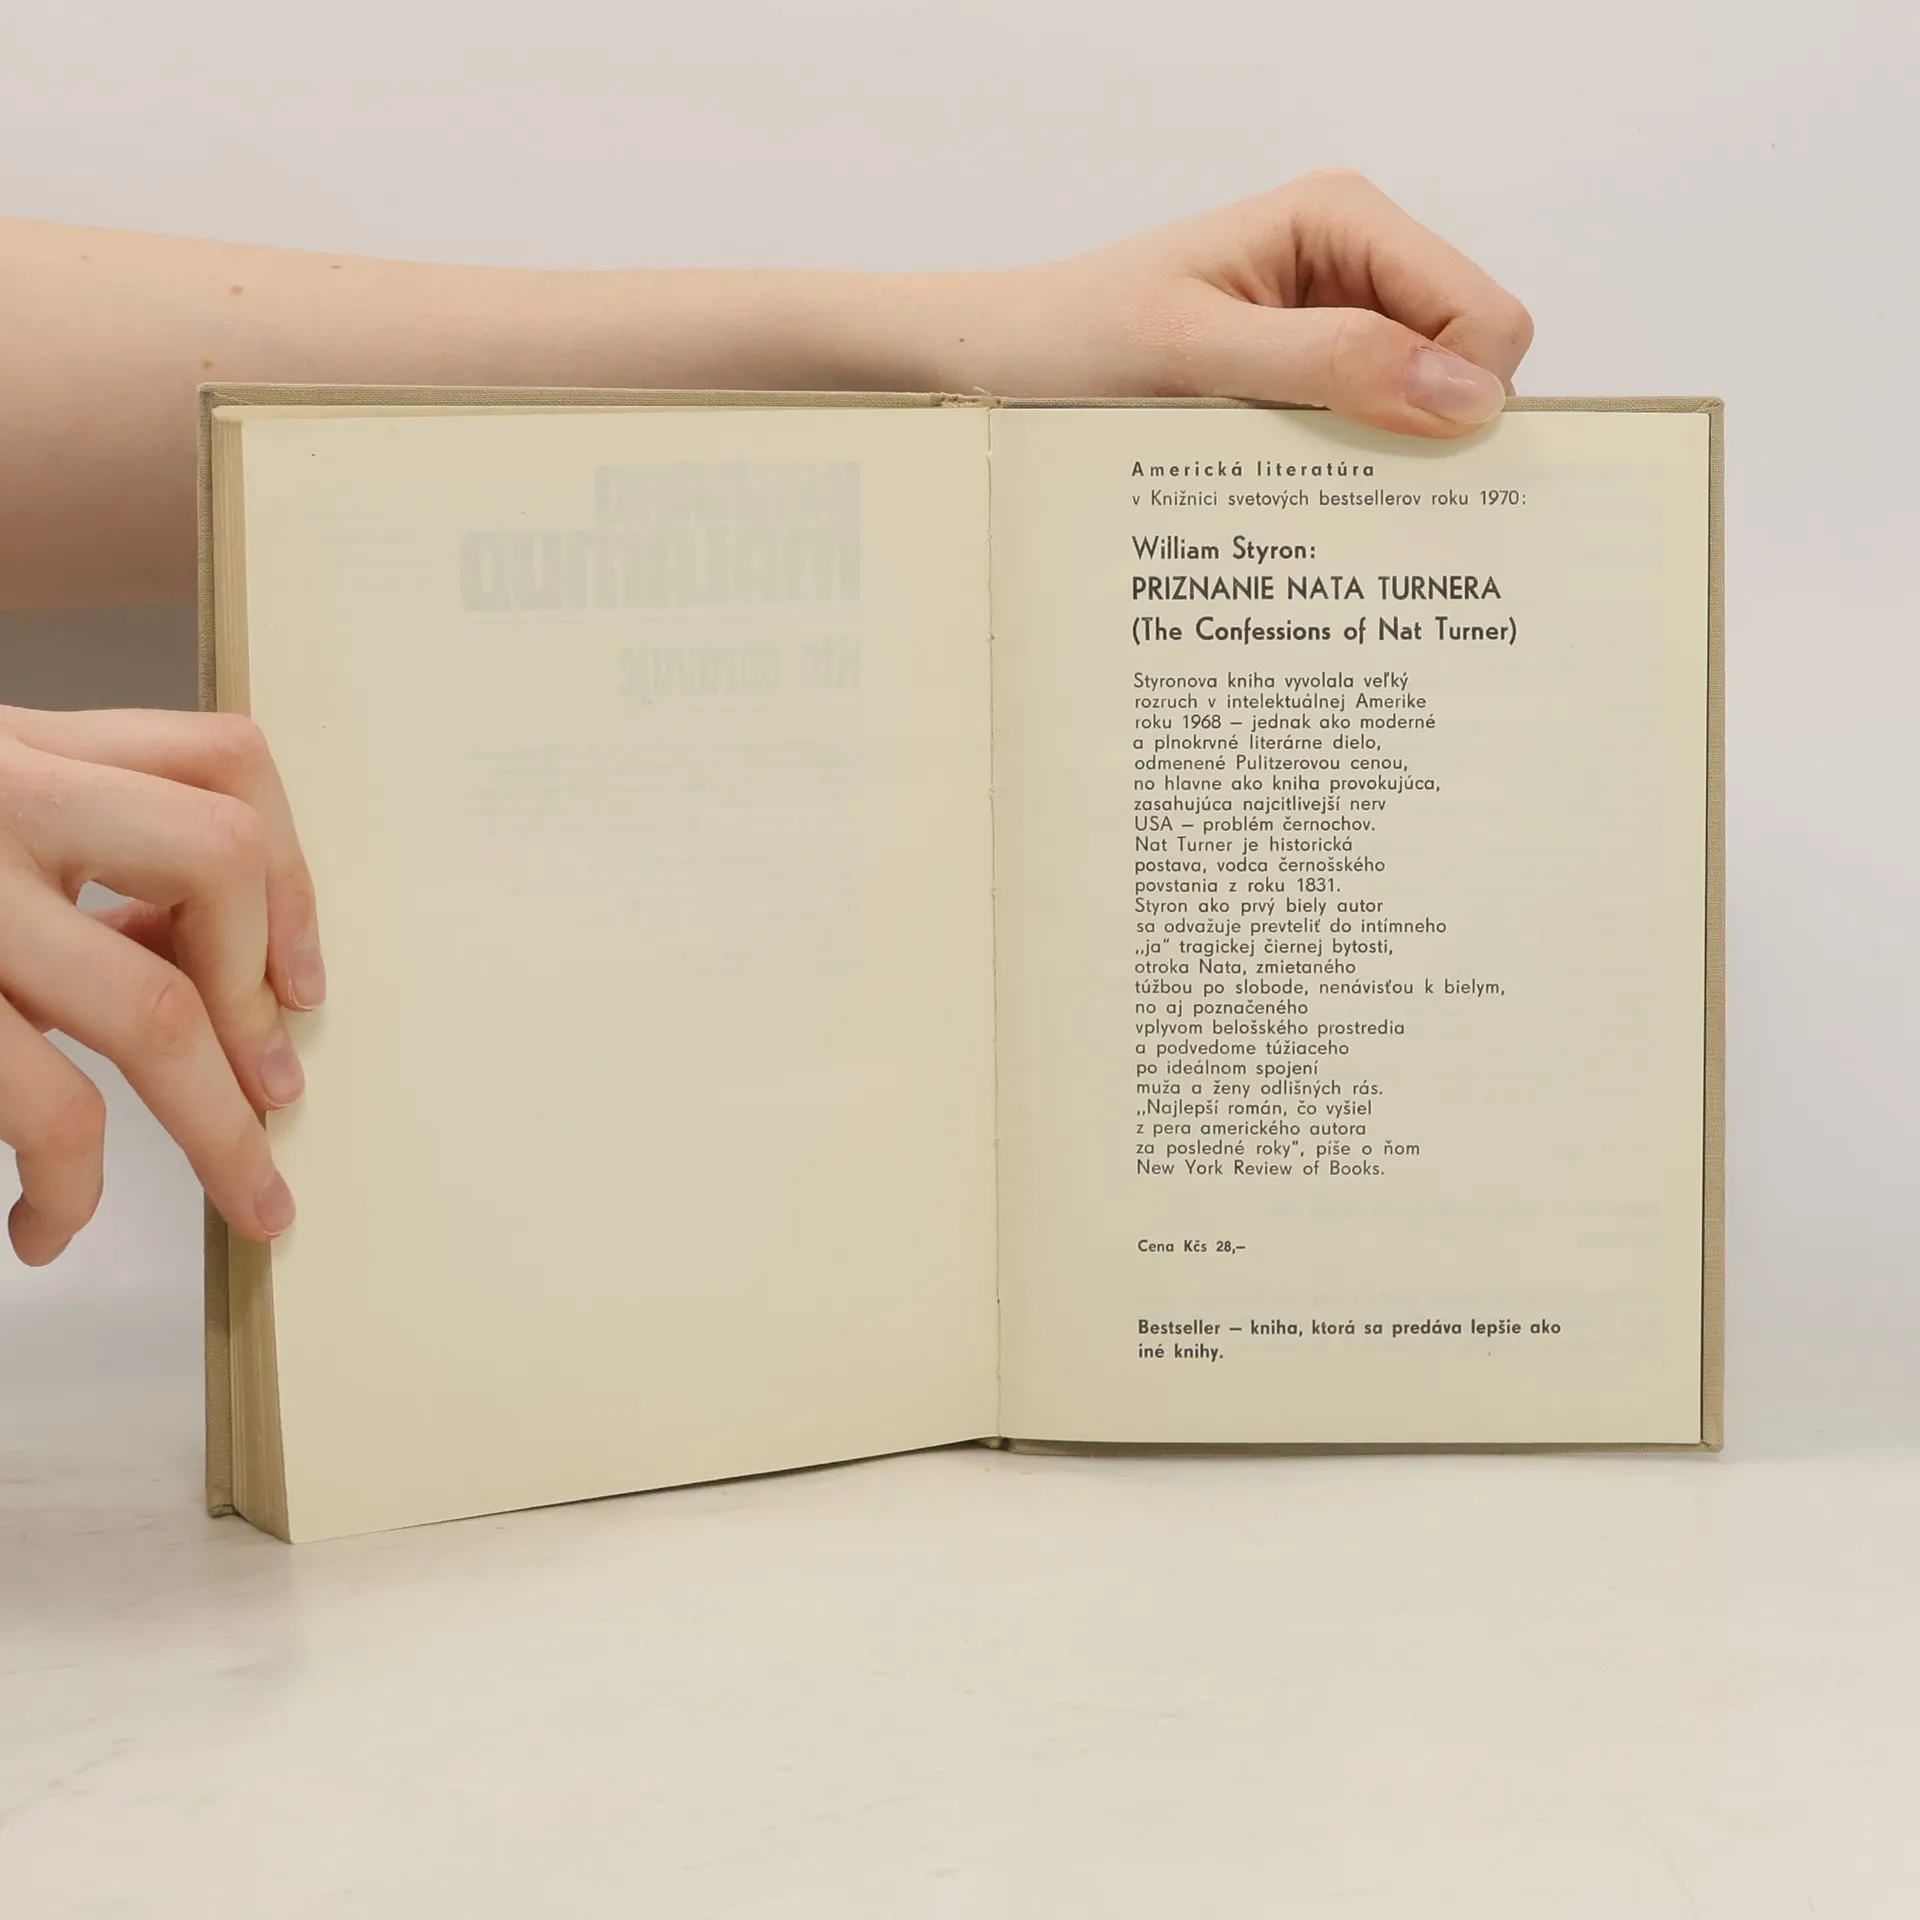 Americká literatúra
v Knižnici svetových bestsellerov roku 1970:
William Styron:
PRIZNANIE NATA TURNERA
(The Confessions of Nat Turner)
Styronova kniha vyvolala veľký
rozruch v intelektuálnej Amerike
roku 1968 — jednak ako moderné
a plnokrvné literárne dielo,
odmenené Pulitzerovou cenou,
no hlavne ako kniha provokujúca,
zasahujúca najcitlivejší nerv
USA — problém černochov.
Nat Turner je historická
postava, vodca černošského
povstania z roku 1831.
Styron ako prvý biely autor
sa odvažuje prevteliť do intímneho
„ja“ tragickej čiernej bytosti,
otroka Nata, zmietaného
túžbou po slobode, nenávisťou k bielym,
no aj poznačeného
vplyvom belošského prostredia
a podvedome túžiaceho
po ideálnom spojení
muža a ženy odlišných rás.
„Najlepší román, čo vyšiel
z pera amerického autora
za posledné roky“, píše o ňom
New York Review of Books.
Cena Kčs 28,—
Bestseller — kniha, ktorá sa predáva lepšie ako
iné knihy.